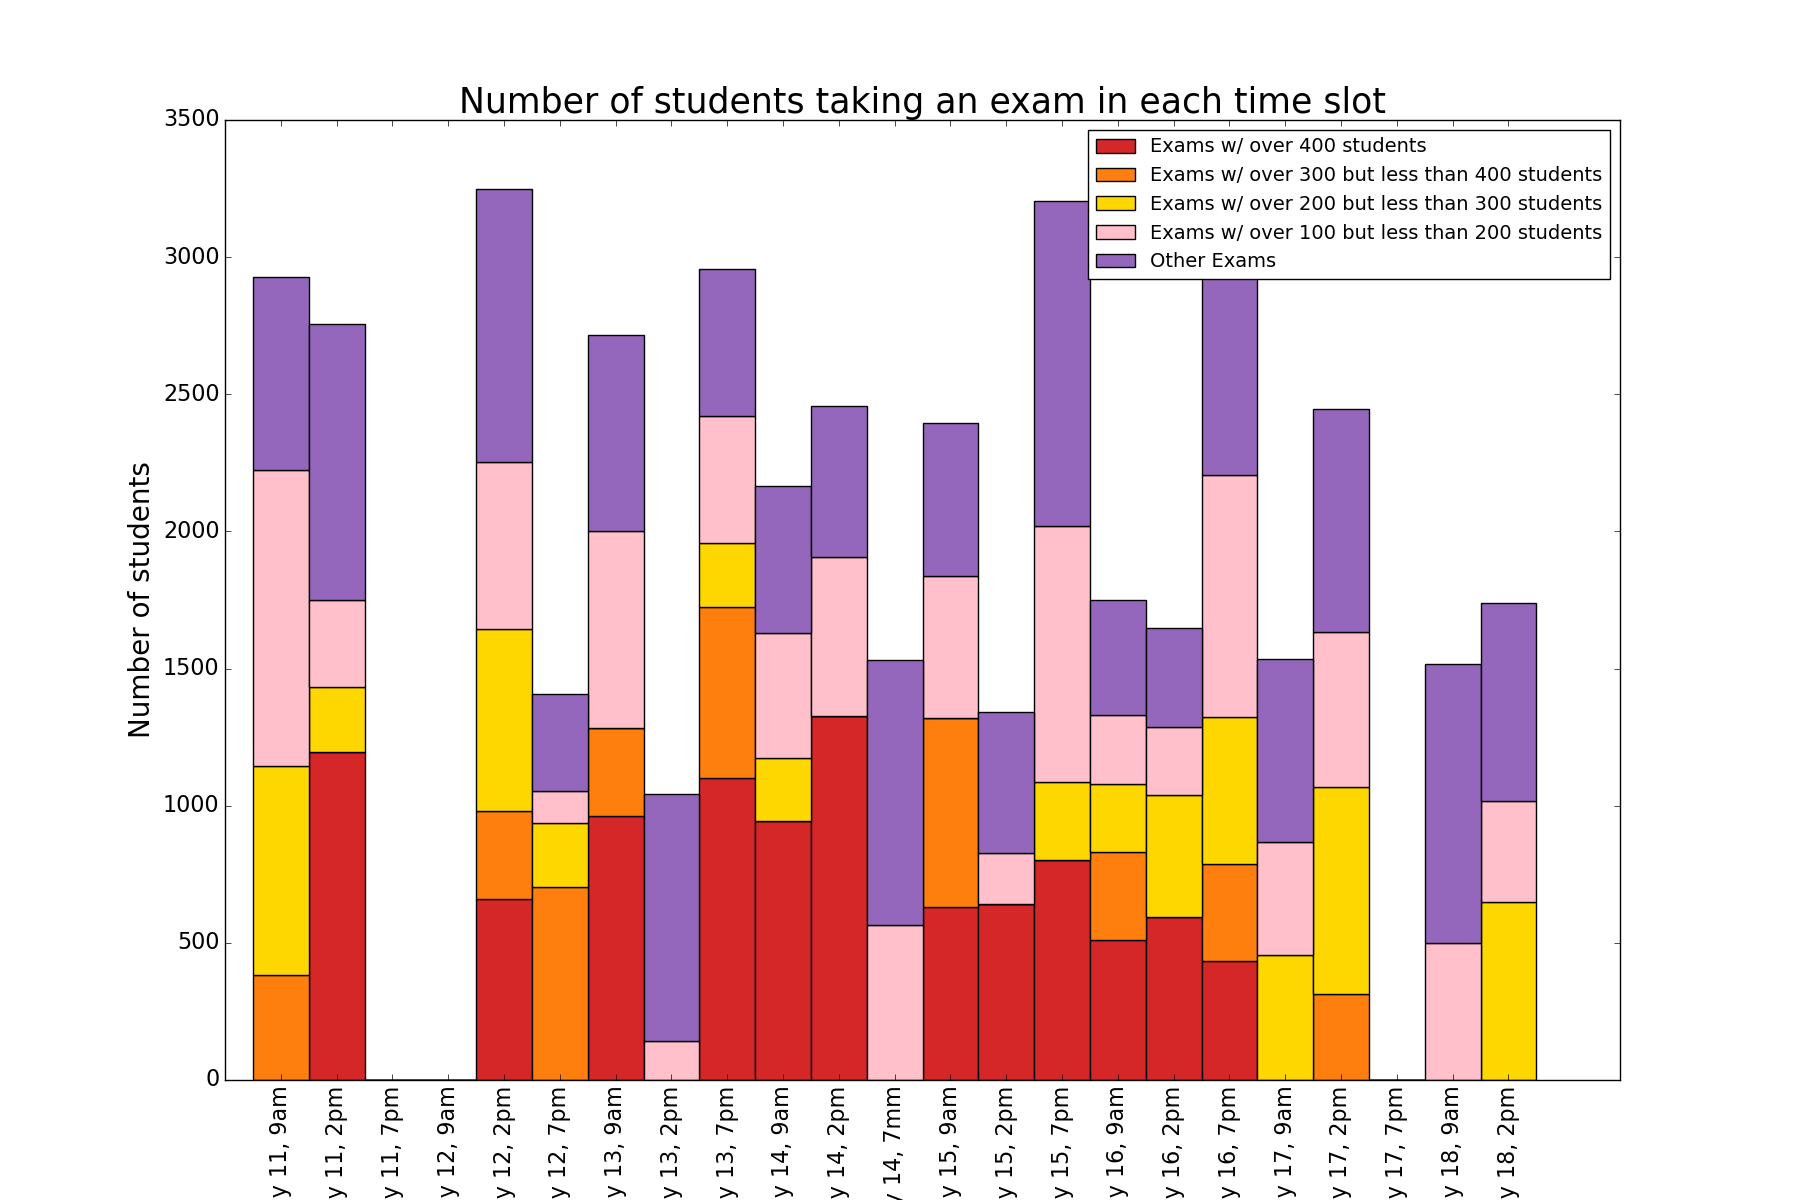 Number of students taking an exam in each time slot
Number of students
3500
3000
2500
2000
1500
1000
500
0
Exams w/ over 400 students
Exams w/ over 300 but less than 400 students
Exams w/ over 200 but less than 300 students
Exams w/ over 100 but less than 200 students
Other Exams
y 11, 9am
y 11, 2pm
y 11, 7pm
y 12, 9am
y 12, 2pm
y 12, 7pm
y 13, 9am
y 13, 2pm
y 13, 7pm
y 14, 9am
y 14, 2pm
y 14, 7mm
y 15, 9am
y 15, 2pm
y 15, 7pm
y 16, 9am
y 16, 2pm
y 16, 7pm
y 17, 9am
y 17, 2pm
y 17, 7pm
y 18, 9am
y 18, 2pm